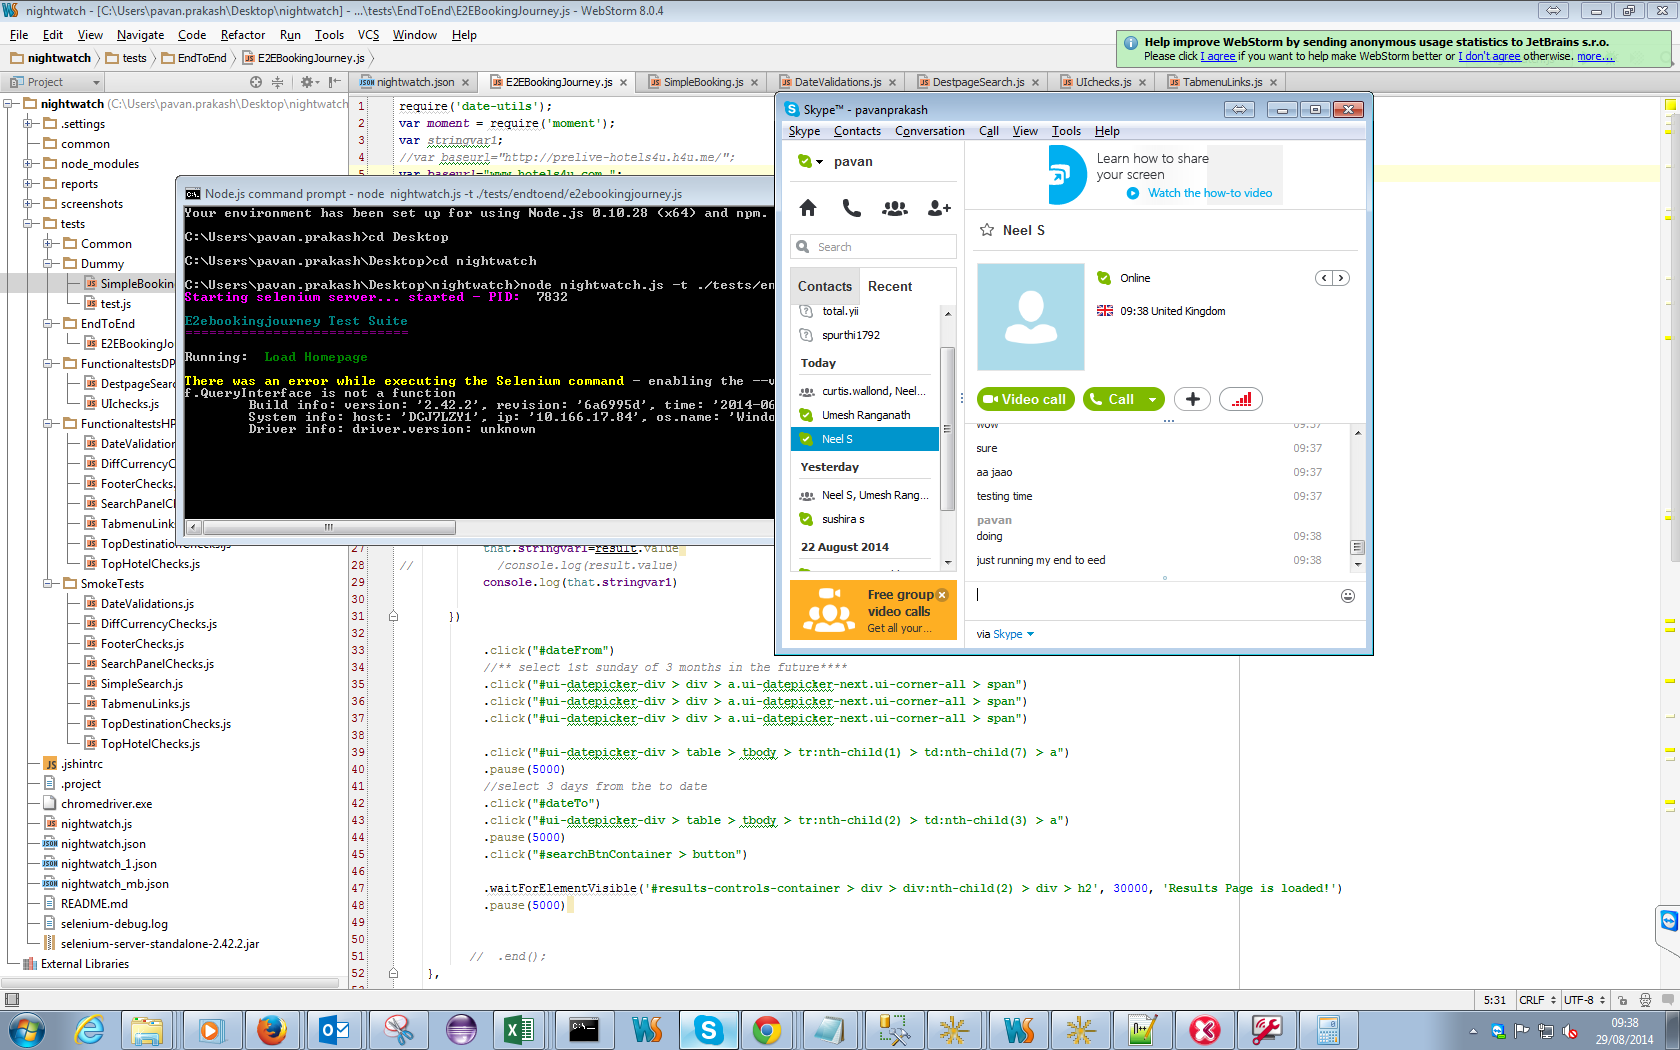 nightwatch - [C:\Users\pavan.prakash\Desktop\nightwatch] - ...\tests\EndToEnd\E2EBookingJourney.js - WebStorm 8.0.4
File Edit View Navigate Code Refactor Run Tools VCS Window Help
nightwatch tests EndToEnd E2EBookingJourney.js
Help improve WebStorm by sending anonymous usage statistics to JetBrains s.r.o.
Please click I agree if you want to help make WebStorm better or I don't agree otherwise. more...
Project
nightwatch.json E2EBookingJourney.js SimpleBooking.js DateValidations.js DestpageSearch.js UIchecks.js TabmenuLinks.js
nightwatch (C:\Users\pavan.prakash\Desktop\nightwatch
.settings
common
node_modules
reports
screenshots
tests
Common
Dummy
SimpleBookin
test.js
EndToEnd
E2EBookingJo
FunctionaltestsDP
DestpageSearc
UIchecks.js
FunctionaltestsHP
DateValidation
DiffCurrencyC
FooterChecks.
SearchPanelCl
TabmenuLink
TopDestinationChecks.js
TopHotelChecks.js
SmokeTests
DateValidations.js
DiffCurrencyChecks.js
FooterChecks.js
SearchPanelChecks.js
SimpleSearch.js
TabmenuLinks.js
TopDestinationChecks.js
TopHotelChecks.js
.jshintrc
.project
chromedriver.exe
nightwatch.js
nightwatch.json
nightwatch_1.json
nightwatch_mb.json
README.md
selenium-debug.log
selenium-server-standalone-2.42.2.jar
External Libraries
1 require('date-utils');
2 var moment = require('moment');
3 var stringvar1;
4 //var baseurl="http://prelive-hotels4u.h4u.me/";
5 var baseurl="www.hotels4u.com ";
Node.js command prompt - node nightwatch.js -t ./tests/endtoend/e2ebookingjourney.js
Your environment has been set up for using Node.js 0.10.28 (x64) and npm.
C:\Users\pavan.prakash>cd Desktop
C:\Users\pavan.prakash\Desktop>cd nightwatch
C:\Users\pavan.prakash\Desktop\nightwatch>node nightwatch.js -t ./tests/en
Starting selenium server... started - PID: 7832
E2ebookingjourney Test Suite
============================
Running: Load Homepage
There was an error while executing the Selenium command - enabling the --v
f.QueryInterface is not a function
Build info: version: '2.42.2', revision: '6a6995d', time: '2014-06
System info: host: 'DCJ7LZV1', ip: '10.166.17.84', os.name: 'Windo
Driver info: driver.version: unknown
27 that.stringvar1=result.value
28 // /console.log(result.value)
29 console.log(that.stringvar1)
30
31 })
32
33 .click("#dateFrom")
34 //** select 1st sunday of 3 months in the future****
35 .click("#ui-datepicker-div > div > a.ui-datepicker-next.ui-corner-all > span")
36 .click("#ui-datepicker-div > div > a.ui-datepicker-next.ui-corner-all > span")
37 .click("#ui-datepicker-div > div > a.ui-datepicker-next.ui-corner-all > span")
38
39 .click("#ui-datepicker-div > table > tbody > tr:nth-child(1) > td:nth-child(7) > a")
40 .pause(5000)
41 //select 3 days from the to date
42 .click("#dateTo")
43 .click("#ui-datepicker-div > table > tbody > tr:nth-child(2) > td:nth-child(3) > a")
44 .pause(5000)
45 .click("#searchBtnContainer > button")
46
47 .waitForElementVisible('#results-controls-container > div > div:nth-child(2) > div > h2', 30000, 'Results Page is loaded!')
48 .pause(5000)
49
50
51 // .end();
52 },
Skype™ - pavanprakash
Skype Contacts Conversation Call View Tools Help
pavan
Search
Contacts Recent
total.yii
spurthi1792
Today
curtis.wallond, Neel...
Umesh Ranganath
Neel S
Yesterday
Neel S, Umesh Rang...
sushira s
22 August 2014
Free group
video calls
Get all your...
Learn how to share
your screen
Watch the how-to video
Neel S
Online
09:38 United Kingdom
Video call Call
wow 09:37
sure 09:37
aa jaao 09:37
testing time 09:37
pavan
doing 09:38
just running my end to eed 09:38
via Skype
5:31 CRLF UTF-8
09:38
29/08/2014